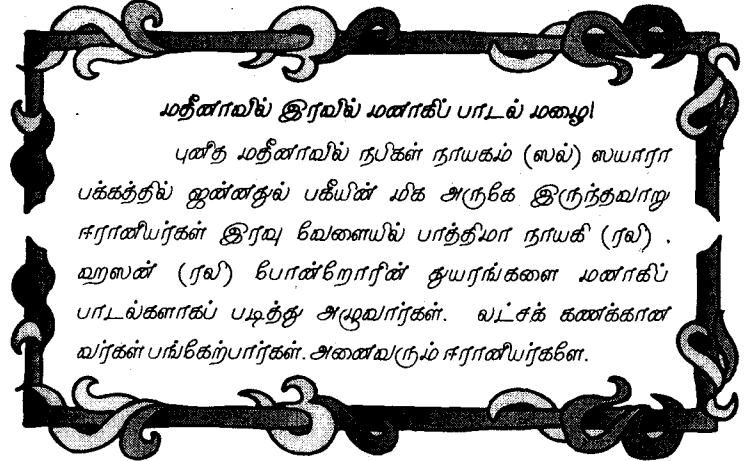 மதீனாவில் இரவில் மனாகிப் பாடல் மழை!
புனித மதீனாவில் நபிகள் நாயகம் (ஸல்) ஸயாரா
பக்கத்தில் ஜன்னதுல் பகீயின் மிக அருகே இருந்தவாறு
ஈரானியர்கள் இரவு வேளையில் பாத்திமா நாயகி (ரலி) .
ஹஸன் (ரலி) போன்றோரின் துயரங்களை மனாகிப்
பாடல்களாகப் படித்து அழுவார்கள். லட்சக் கணக்கான
வர்கள் பங்கேற்பார்கள். அனைவரும் ஈரானியர்களே.